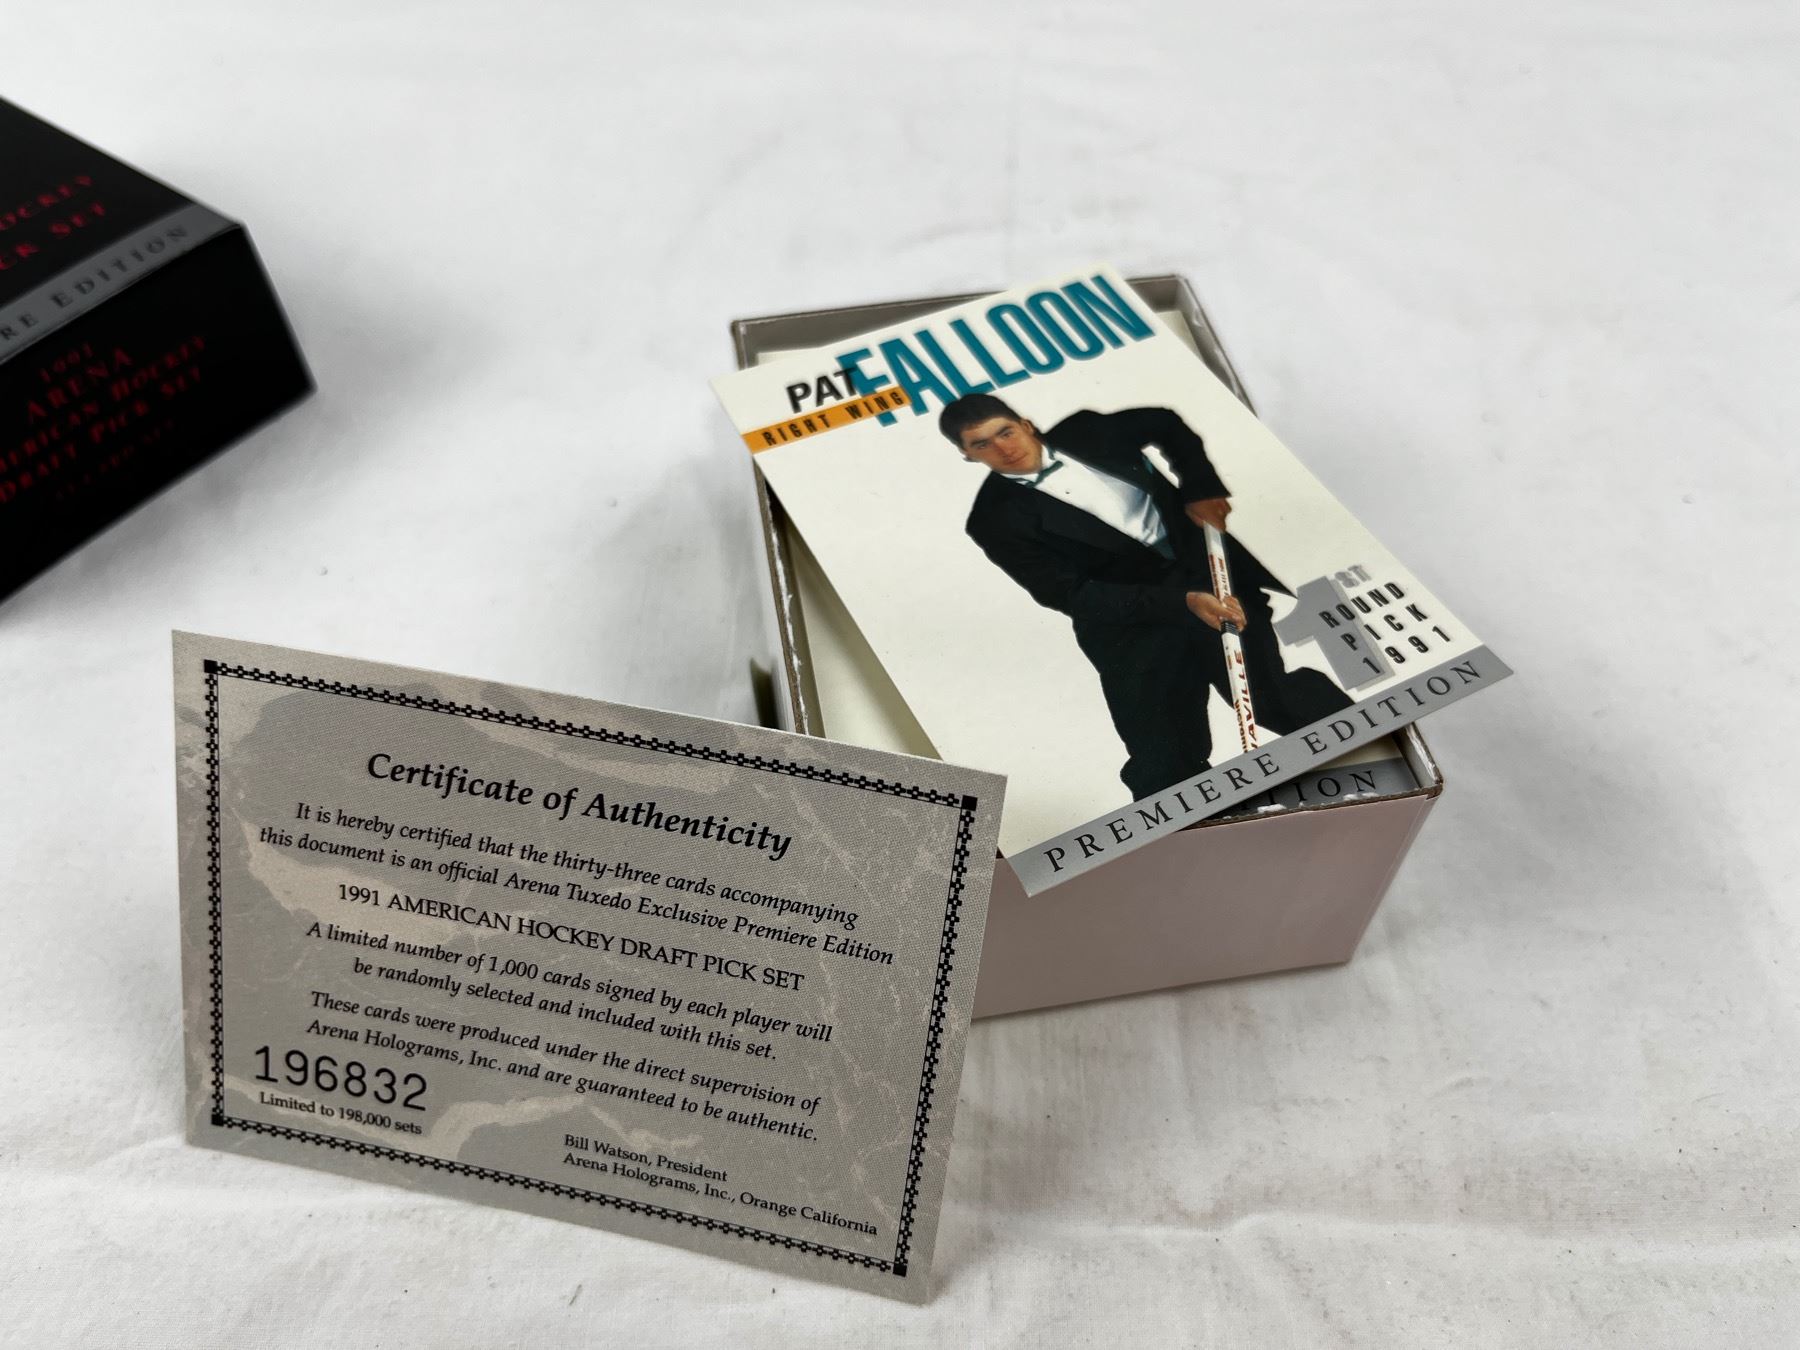 CK SET
RE EDITION
1991
ARENA
DRAFT PICK SET
PAT FALLOON
RIGHT WING
1ST
ROUND
PICK
1991
PREMIERE EDITION
ITION
Certificate of Authenticity
It is hereby certified that the thirty-three cards accompanying
this document is an official Arena Tuxedo Exclusive Premiere Edition
1991 AMERICAN HOCKEY DRAFT PICK SET
A limited number of 1,000 cards signed by each player will
be randomly selected and included with this set.
These cards were produced under the direct supervision of
Arena Holograms, Inc. and are guaranteed to be authentic.
196832
Limited to 198,000 sets
Bill Watson, President
Arena Holograms, Inc., Orange California